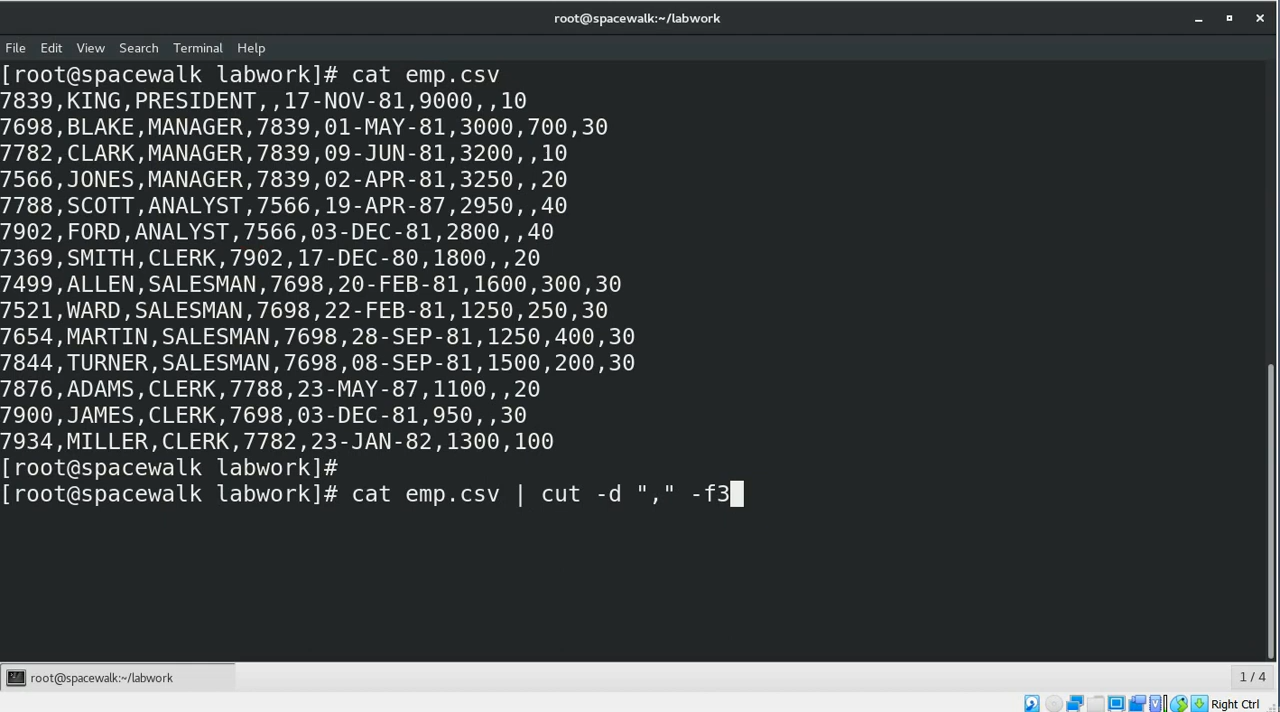 root@spacewalk:~/labwork
File Edit View Search Terminal Help
[root@spacewalk labwork]# cat emp.csv
7839,KING,PRESIDENT,,17-NOV-81,9000,,10
7698,BLAKE,MANAGER,7839,01-MAY-81,3000,700,30
7782,CLARK,MANAGER,7839,09-JUN-81,3200,,10
7566,JONES,MANAGER,7839,02-APR-81,3250,,20
7788,SCOTT,ANALYST,7566,19-APR-87,2950,,40
7902,FORD,ANALYST,7566,03-DEC-81,2800,,40
7369,SMITH,CLERK,7902,17-DEC-80,1800,,20
7499,ALLEN,SALESMAN,7698,20-FEB-81,1600,300,30
7521,WARD,SALESMAN,7698,22-FEB-81,1250,250,30
7654,MARTIN,SALESMAN,7698,28-SEP-81,1250,400,30
7844,TURNER,SALESMAN,7698,08-SEP-81,1500,200,30
7876,ADAMS,CLERK,7788,23-MAY-87,1100,,20
7900,JAMES,CLERK,7698,03-DEC-81,950,,30
7934,MILLER,CLERK,7782,23-JAN-82,1300,100
[root@spacewalk labwork]#
[root@spacewalk labwork]# cat emp.csv | cut -d "," -f3
root@spacewalk:~/labwork
1 / 4
Right Ctrl